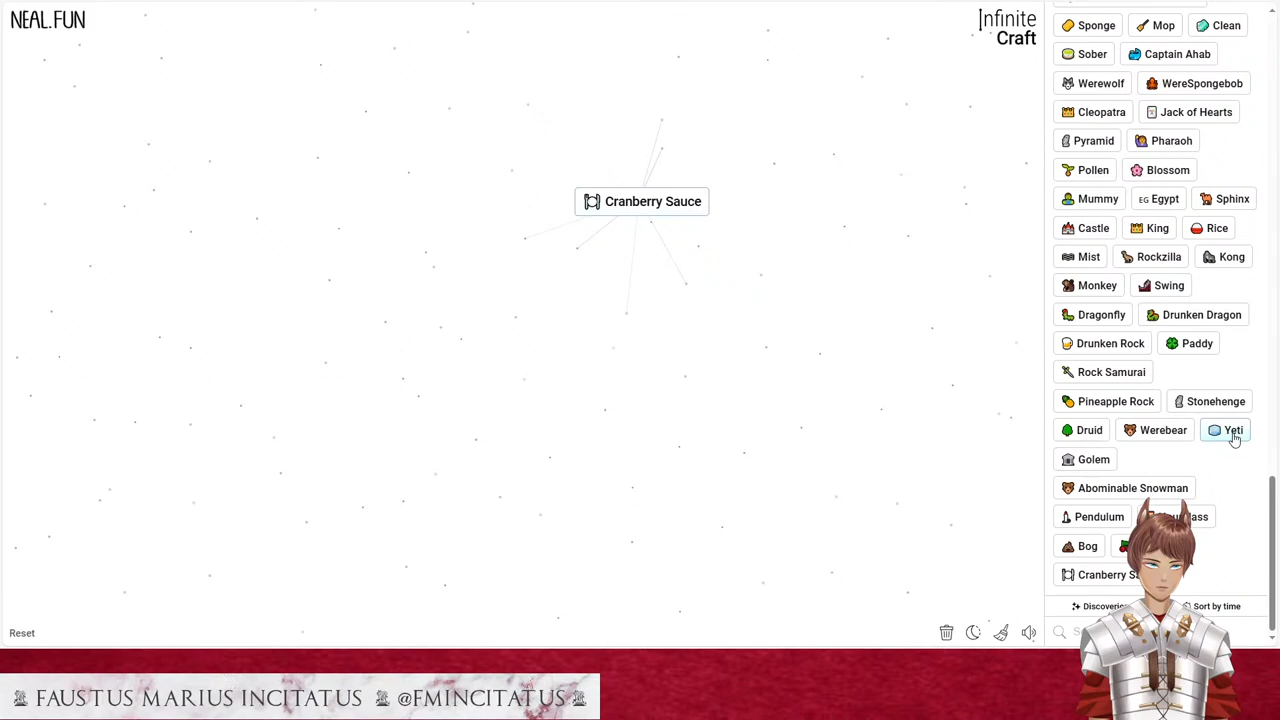 NEAL.FUN
Infinite
Craft
Cranberry Sauce
Sponge Mop Clean
Sober Captain Ahab
Werewolf WereSpongebob
Cleopatra Jack of Hearts
Pyramid Pharaoh
Pollen Blossom
Mummy EG Egypt Sphinx
Castle King Rice
Mist Rockzilla Kong
Monkey Swing
Dragonfly Drunken Dragon
Drunken Rock Paddy
Rock Samurai
Pineapple Rock Stonehenge
Druid Werebear Yeti
Golem
Abominable Snowman
Pendulum
Bog
Cranberry
Sort by time
Reset
FAUSTUS MARIUS INCITATUS @FMINCITATUS